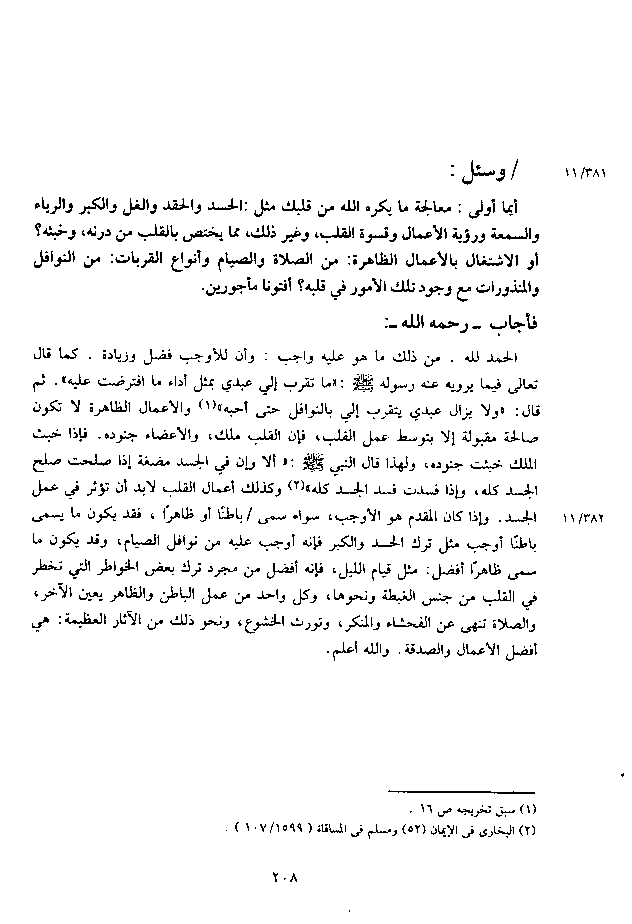 ١١/٣٨١
/ وسئل :
أيما أولى : معالجة ما يكره الله من قلبك مثل :الحسد والحقد والغل والكبر والرياء
والسمعة ورؤية الأعمال وقسوة القلب، وغير ذلك، مما يختص بالقلب من درنه، وخبثه؟
أو الاشتغال بالأعمال الظاهرة: من الصلاة والصيام وأنواع القربات: من النوافل
والمنذورات مع وجود تلك الأمور في قلبه؟ أفتونا مأجورين.
فأجاب ـ رحمه الله ـ:
الحمد لله . من ذلك ما هو عليه واجب : وأن للأوجب فضل وزيادة . كما قال
تعالى فيما يرويه عنه رسوله ﷺ :«ما تقرب إلي عبدي بمثل أداء ما افترضت عليه». ثم
قال: «ولا يزال عبدي يتقرب إلي بالنوافل حتى أحبه»(١) والأعمال الظاهرة لا تكون
صالحة مقبولة إلا بتوسط عمل القلب، فإن القلب ملك، والأعضاء جنوده. فإذا خبث
الملك خبثت جنوده، ولهذا قال النبي ﷺ :« ألا وإن في الجسد مضغة إذا صلحت صلح
الجسد كله، وإذا فسدت فسد الجسد كله»(٢) وكذلك أعمال القلب لابد أن تؤثر في عمل
١١/٣٨٢ الجسد. وإذا كان المقدم هو الأوجب، سواء سمى /باطنًا أو ظاهرًا ، فقد يكون ما يسمى
باطنًا أوجب مثل ترك الحسد والكبر فإنه أوجب عليه من نوافل الصيام، وقد يكون ما
سمى ظاهرًا أفضل: مثل قيام الليل، فإنه أفضل من مجرد ترك بعض الخواطر التي تخطر
في القلب من جنس الغبطة ونحوها، وكل واحد من عمل الباطن والظاهر يعين الآخر،
والصلاة تنهى عن الفحشاء والمنكر، وتورث الخشوع، ونحو ذلك من الآثار العظيمة: هي
أفضل الأعمال والصدقة. والله أعلم.
(١) سبق تخريجه ص ١٦ .
(٢) البخارى فى الإيمان (٥٢) ومسلم فى المساقاة ( ١٠٧/١٥٩٩ ) .
٢٠٨